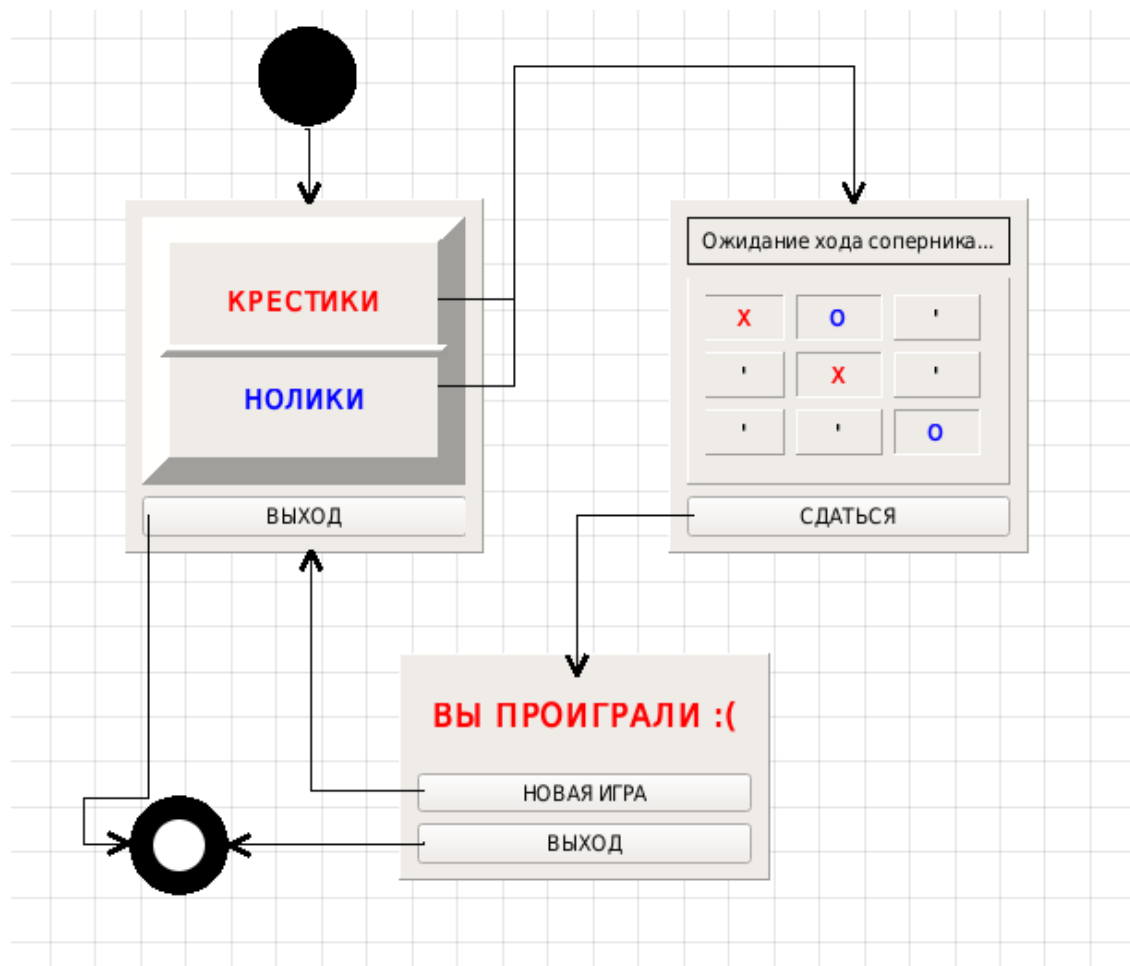 КРЕСТИКИ
НОЛИКИ
ВЫХОД
Ожидание хода соперника...
X O '
' X '
' ' O
СДАТЬСЯ
ВЫ ПРОИГРАЛИ :(
НОВАЯ ИГРА
ВЫХОД